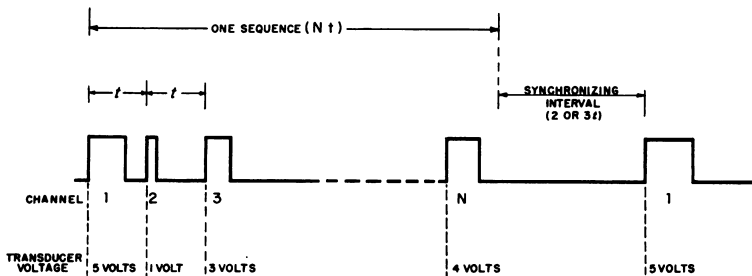 ONE SEQUENCE (N t)
t t
SYNCHRONIZING
INTERVAL
(2 OR 3t)
CHANNEL 1 2 3 N 1
TRANSDUCER
VOLTAGE 5 VOLTS 1 VOLT 3 VOLTS 4 VOLTS 5 VOLTS